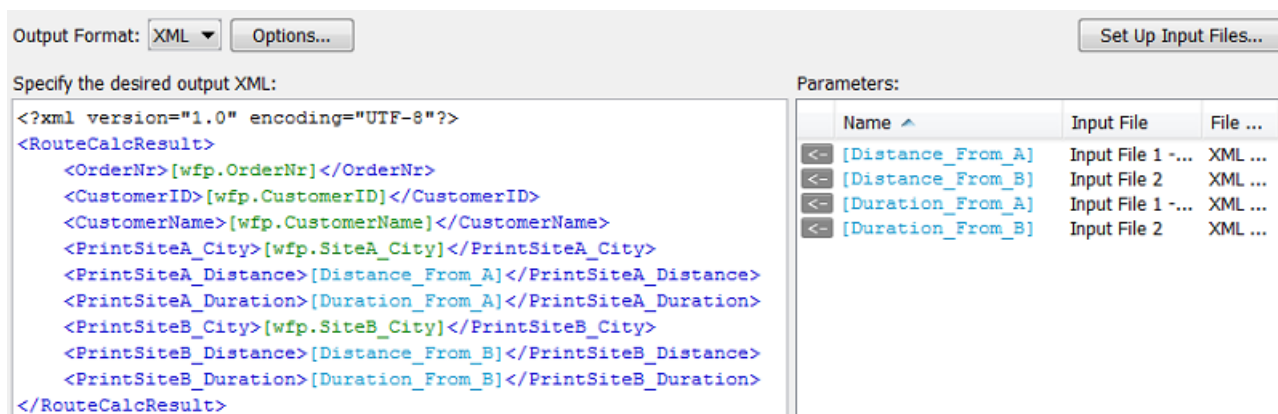 Output Format: XML Options... Set Up Input Files...
Specify the desired output XML:
<?xml version="1.0" encoding="UTF-8"?>
<RouteCalcResult>
<OrderNr>[wfp.OrderNr]</OrderNr>
<CustomerID>[wfp.CustomerID]</CustomerID>
<CustomerName>[wfp.CustomerName]</CustomerName>
<PrintSiteA_City>[wfp.SiteA_City]</PrintSiteA_City>
<PrintSiteA_Distance>[Distance_From_A]</PrintSiteA_Distance>
<PrintSiteA_Duration>[Duration_From_A]</PrintSiteA_Duration>
<PrintSiteB_City>[wfp.SiteB_City]</PrintSiteB_City>
<PrintSiteB_Distance>[Distance_From_B]</PrintSiteB_Distance>
<PrintSiteB_Duration>[Duration_From_B]</PrintSiteB_Duration>
</RouteCalcResult>
Parameters:
Name Input File File ...
<- [Distance_From_A] Input File 1 -... XML ...
<- [Distance_From_B] Input File 2 XML ...
<- [Duration_From_A] Input File 1 -... XML ...
<- [Duration_From_B] Input File 2 XML ...